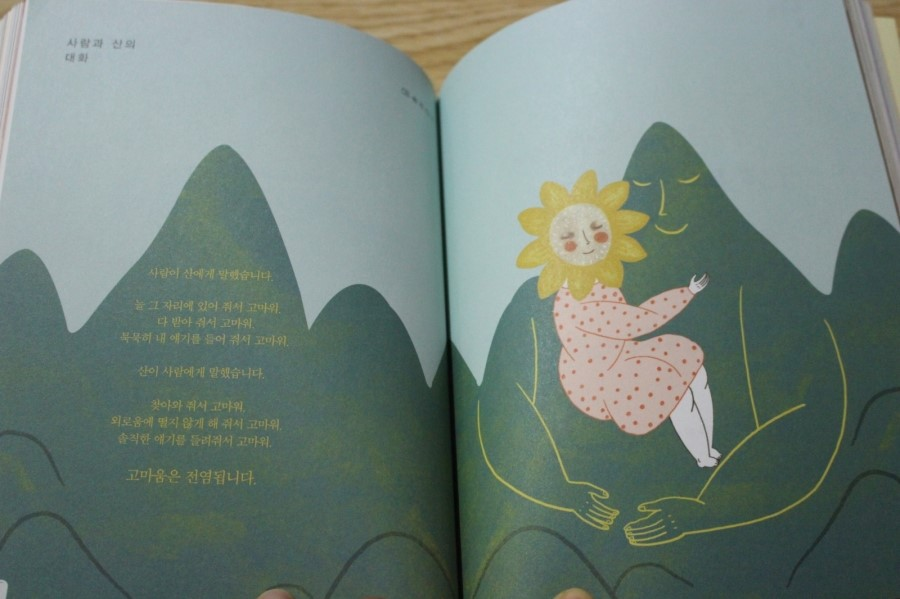 사람과 산의
대화
사람이 산에게 말했습니다.
늘 그 자리에 있어 줘서 고마워.
다 받아 줘서 고마워.
묵묵히 내 얘기를 들어 줘서 고마워.
산이 사람에게 말했습니다.
찾아와 줘서 고마워.
외로움에 떨지 않게 해 줘서 고마워.
솔직한 얘기를 들려줘서 고마워.
고마움은 전염됩니다.